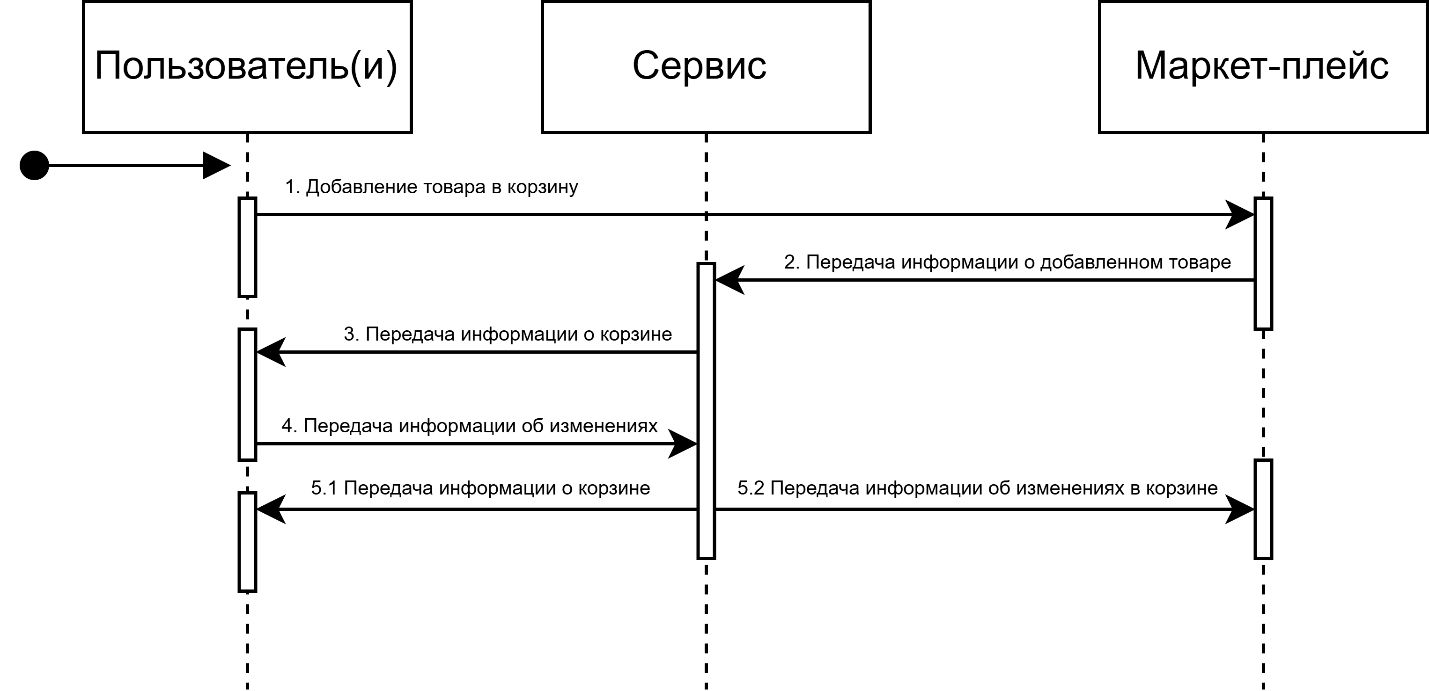 Пользователь(и)
Сервис
Маркет-плейс
1. Добавление товара в корзину
2. Передача информации о добавленном товаре
3. Передача информации о корзине
4. Передача информации об изменениях
5.1 Передача информации о корзине
5.2 Передача информации об изменениях в корзине